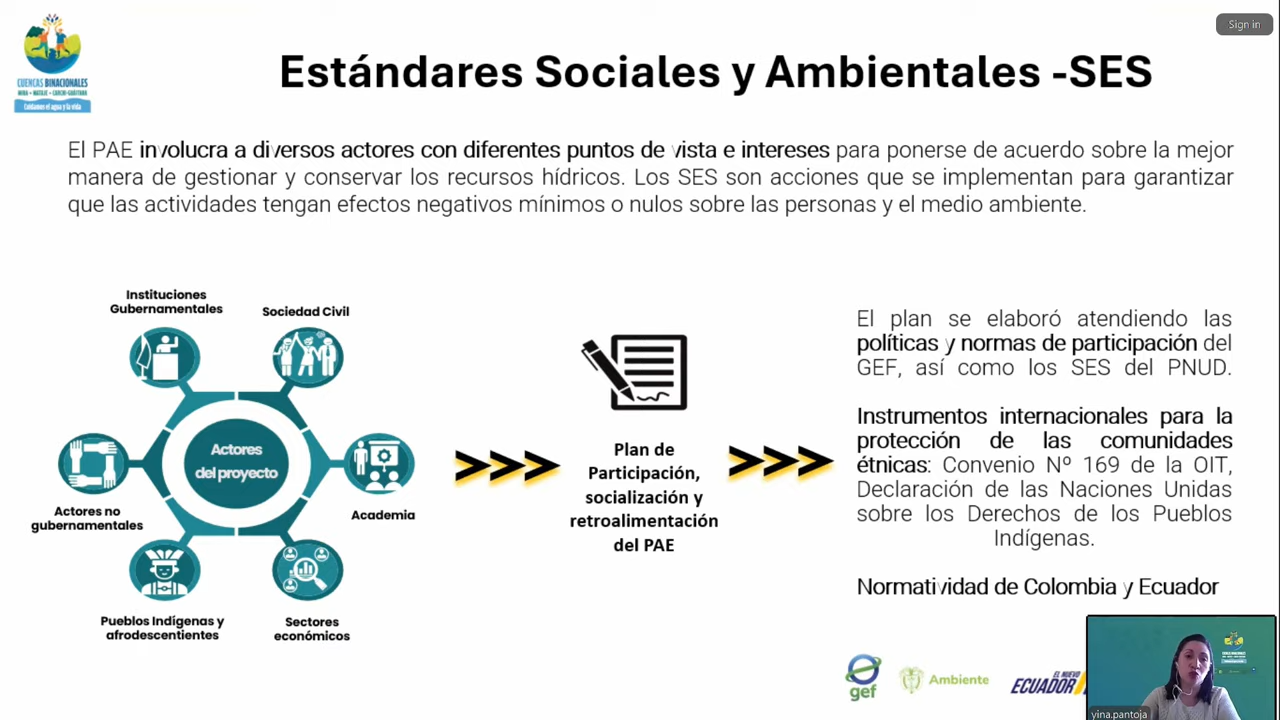 Sign in
CUENCAS BINACIONALES
MIRA - MATAJE - CARCHI-GUÁITARA
Cuidamos el agua y la vida
Estándares Sociales y Ambientales -SES
El PAE involucra a diversos actores con diferentes puntos de vista e intereses para ponerse de acuerdo sobre la mejor
manera de gestionar y conservar los recursos hídricos. Los SES son acciones que se implementan para garantizar
que las actividades tengan efectos negativos mínimos o nulos sobre las personas y el medio ambiente.
Instituciones
Gubernamentales
Sociedad Civil
Actores
del proyecto
Actores no
gubernamentales
Academia
Pueblos Indígenas y
afrodescentientes
Sectores
económicos
Plan de
Participación,
socialización y
retroalimentación
del PAE
El plan se elaboró atendiendo las
políticas y normas de participación del
GEF, así como los SES del PNUD.
Instrumentos internacionales para la
protección de las comunidades
étnicas: Convenio Nº 169 de la OIT,
Declaración de las Naciones Unidas
sobre los Derechos de los Pueblos
Indígenas.
Normatividad de Colombia y Ecuador
gef
Ambiente
EL NUEVO
ECUADOR
yina.pantoja